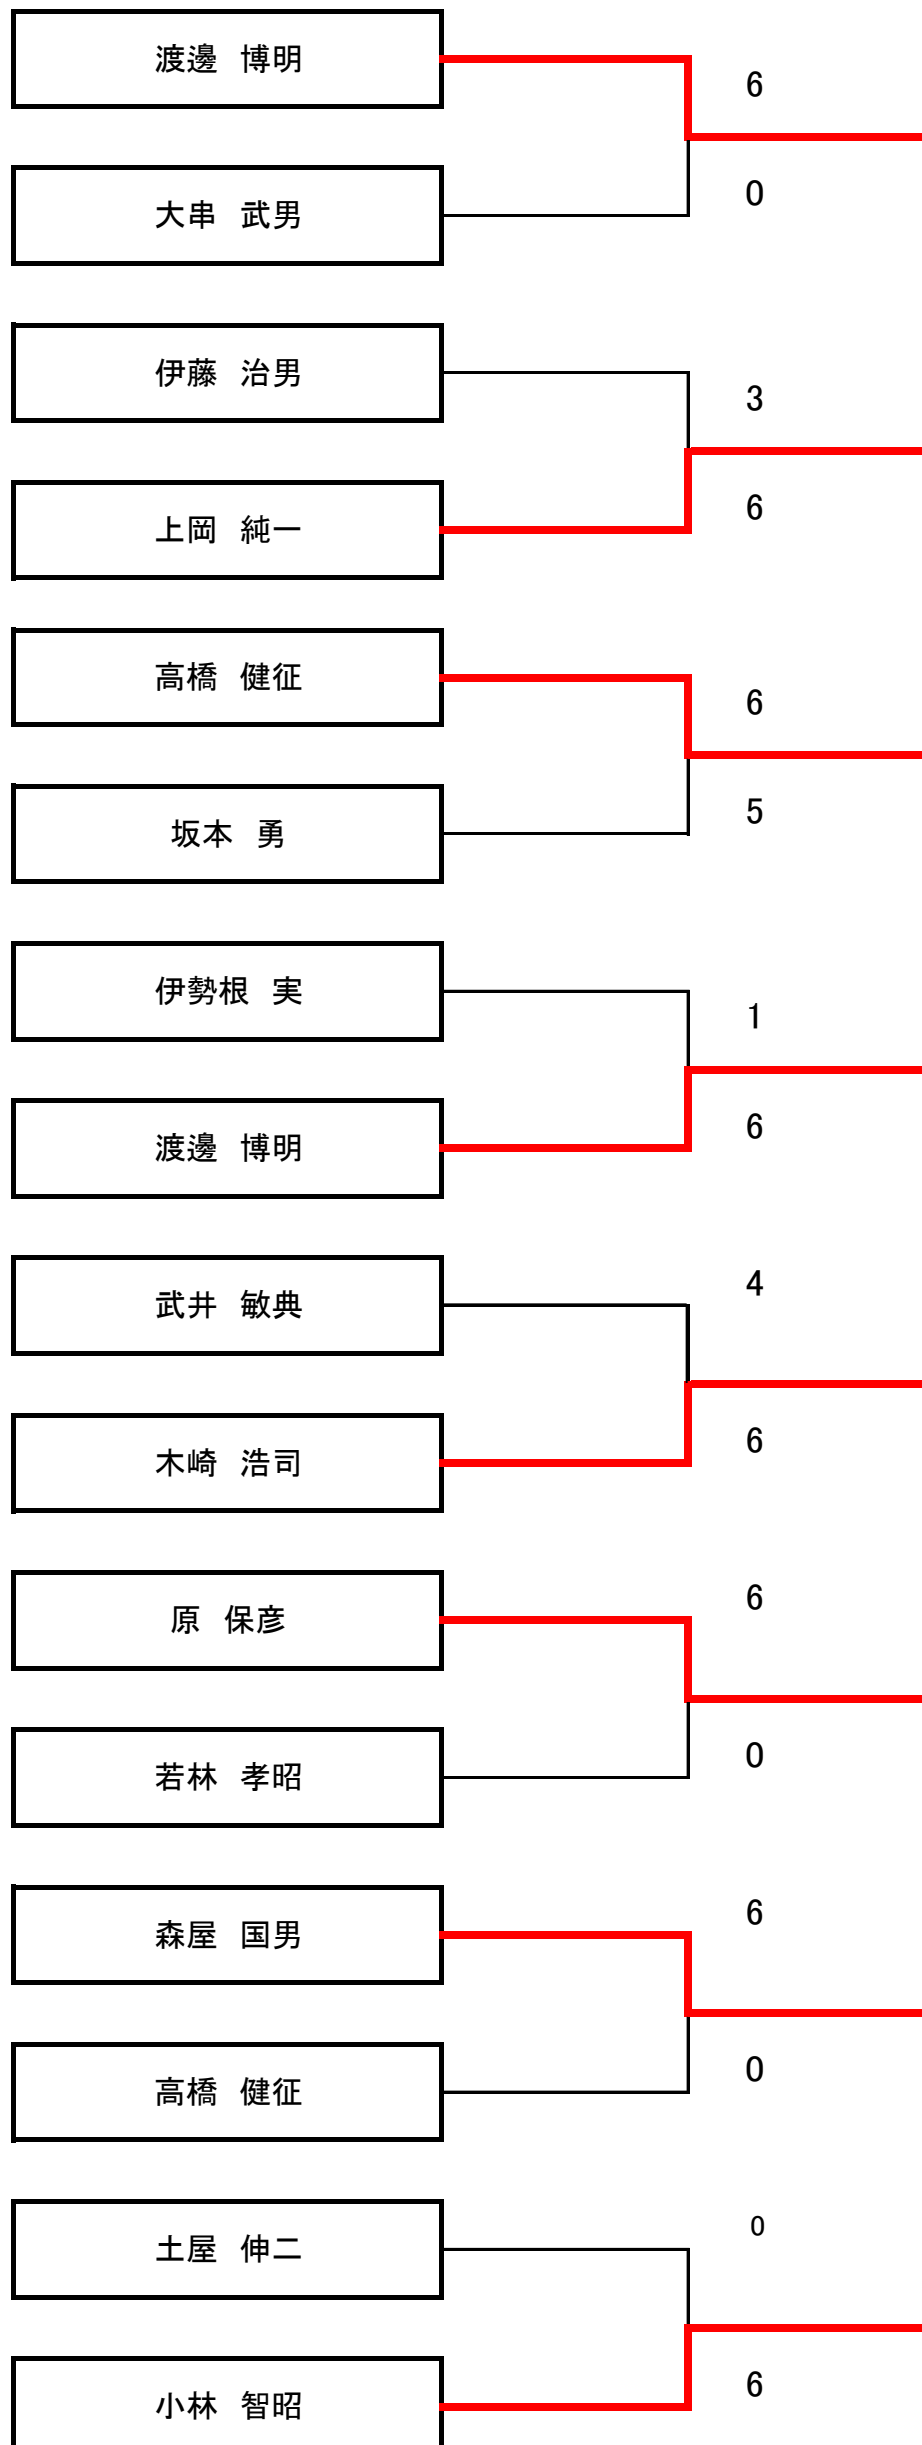 渡邊　博明
6
0
大串　武男
伊藤　治男
3
6
上岡　純一
高橋　健征
6
5
坂本　勇
伊勢根　実
1
6
渡邊　博明
武井　敏典
4
6
木崎　浩司
原　保彦
6
0
若林　孝昭
森屋　国男
6
0
高橋　健征
土屋　伸二
0
6
小林　智昭